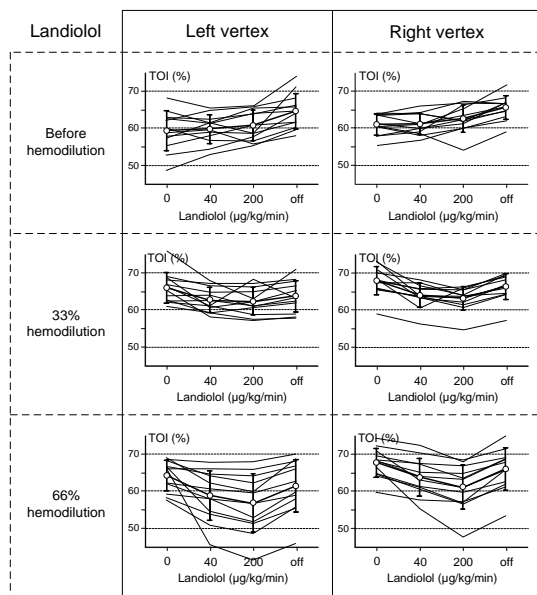 Landiolol
Left vertex
Right vertex
Before
hemodilution
TOI (%)
70
60
50
0 40 200 off
Landiolol (µg/kg/min)
TOI (%)
70
60
50
0 40 200 off
Landiolol (µg/kg/min)
33%
hemodilution
TOI (%)
70
60
50
0 40 200 off
Landiolol (µg/kg/min)
TOI (%)
70
60
50
0 40 200 off
Landiolol (µg/kg/min)
66%
hemodilution
TOI (%)
70
60
50
0 40 200 off
Landiolol (µg/kg/min)
TOI (%)
70
60
50
0 40 200 off
Landiolol (µg/kg/min)